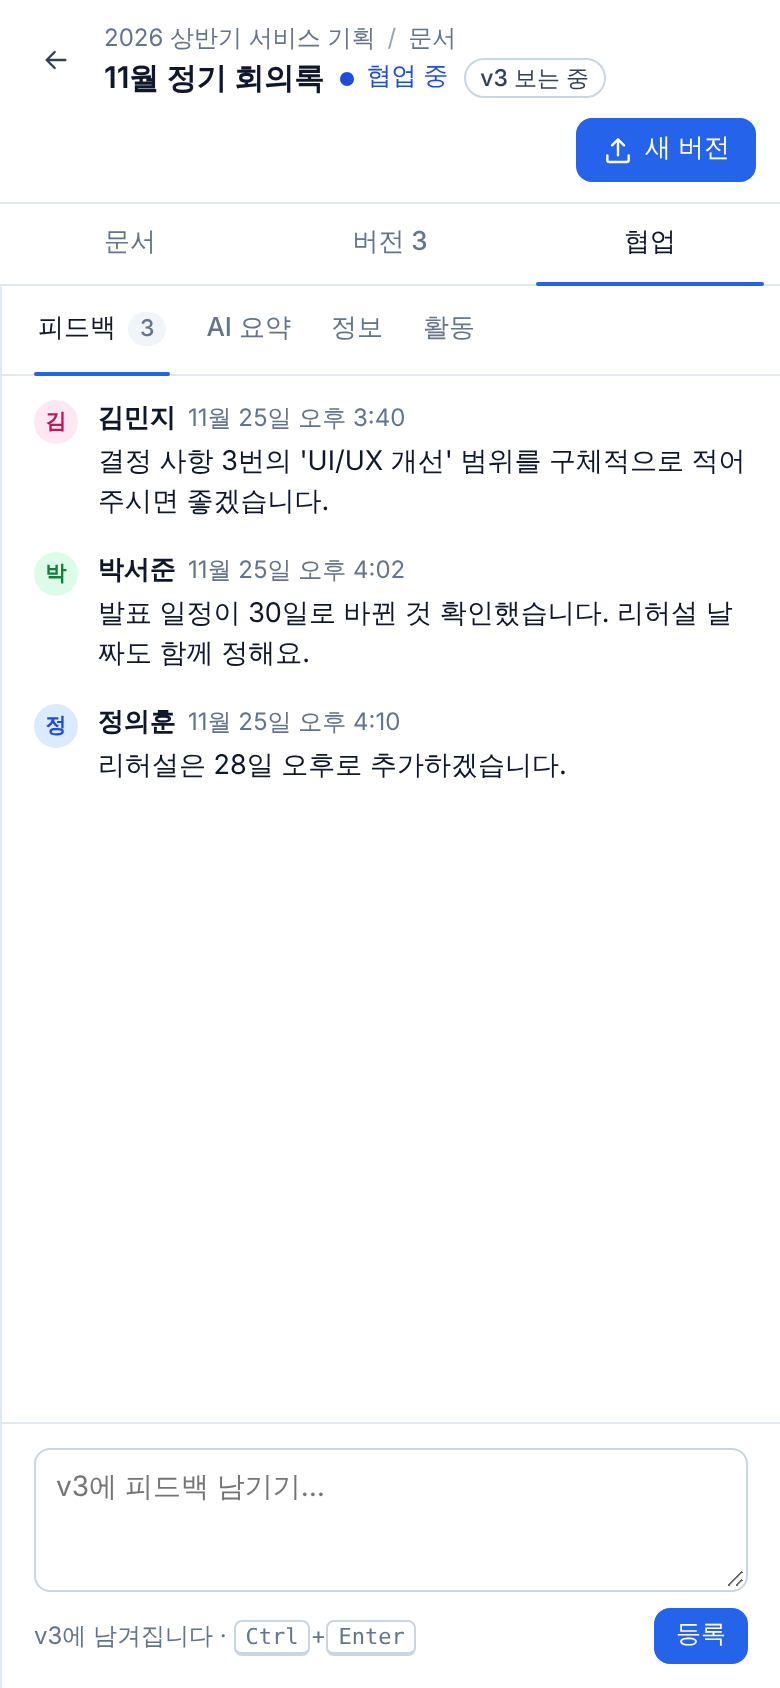 2026 상반기 서비스 기획 / 문서
11월 정기 회의록 협업 중 v3 보는 중
새 버전
문서 버전 3 협업
피드백 3 AI 요약 정보 활동
김 김민지 11월 25일 오후 3:40
결정 사항 3번의 'UI/UX 개선' 범위를 구체적으로 적어
주시면 좋겠습니다.
박 박서준 11월 25일 오후 4:02
발표 일정이 30일로 바뀐 것 확인했습니다. 리허설 날
짜도 함께 정해요.
정 정의훈 11월 25일 오후 4:10
리허설은 28일 오후로 추가하겠습니다.
v3에 피드백 남기기...
v3에 남겨집니다 · Ctrl+Enter 등록